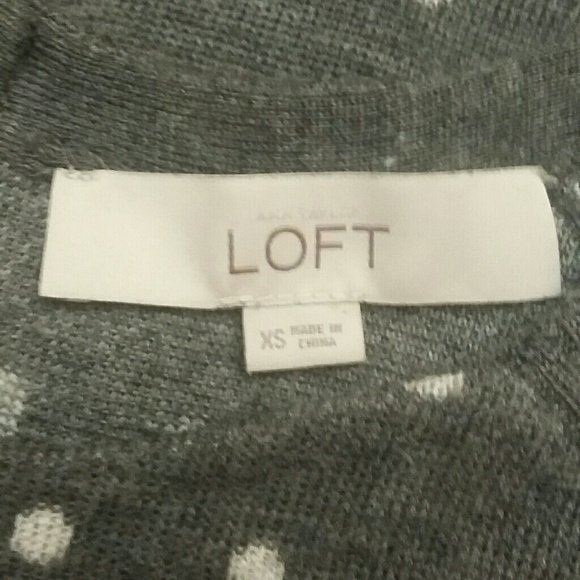 ANN TAYLOR
LOFT
XS MADE IN
CHINA